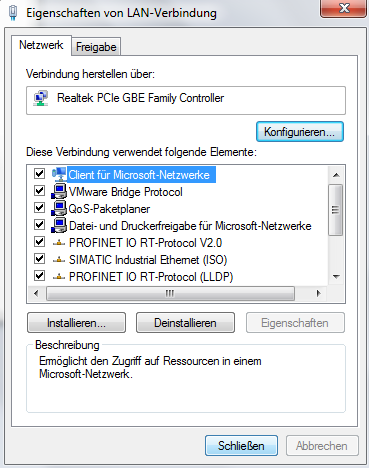 Eigenschaften von LAN-Verbindung
Netzwerk Freigabe
Verbindung herstellen über:
Realtek PCIe GBE Family Controller
Konfigurieren...
Diese Verbindung verwendet folgende Elemente:
Client für Microsoft-Netzwerke
VMware Bridge Protocol
QoS-Paketplaner
Datei- und Druckerfreigabe für Microsoft-Netzwerke
PROFINET IO RT-Protocol V2.0
SIMATIC Industrial Ethernet (ISO)
PROFINET IO RT-Protocol (LLDP)
Installieren... Deinstallieren Eigenschaften
Beschreibung
Ermöglicht den Zugriff auf Ressourcen in einem
Microsoft-Netzwerk.
Schließen Abbrechen